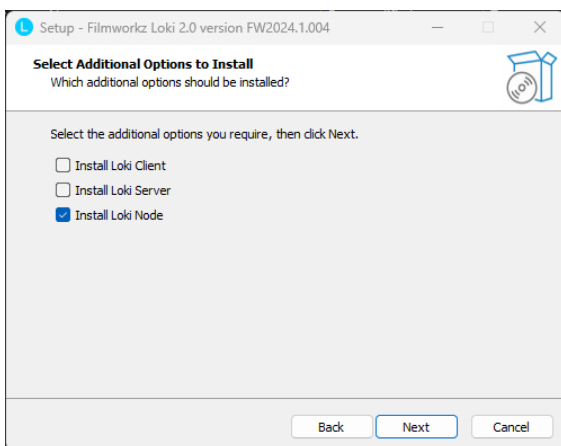 L Setup - Filmworkz Loki 2.0 version FW2024.1.004
Select Additional Options to Install
Which additional options should be installed?
Select the additional options you require, then click Next.
Install Loki Client
Install Loki Server
Install Loki Node
Back Next Cancel